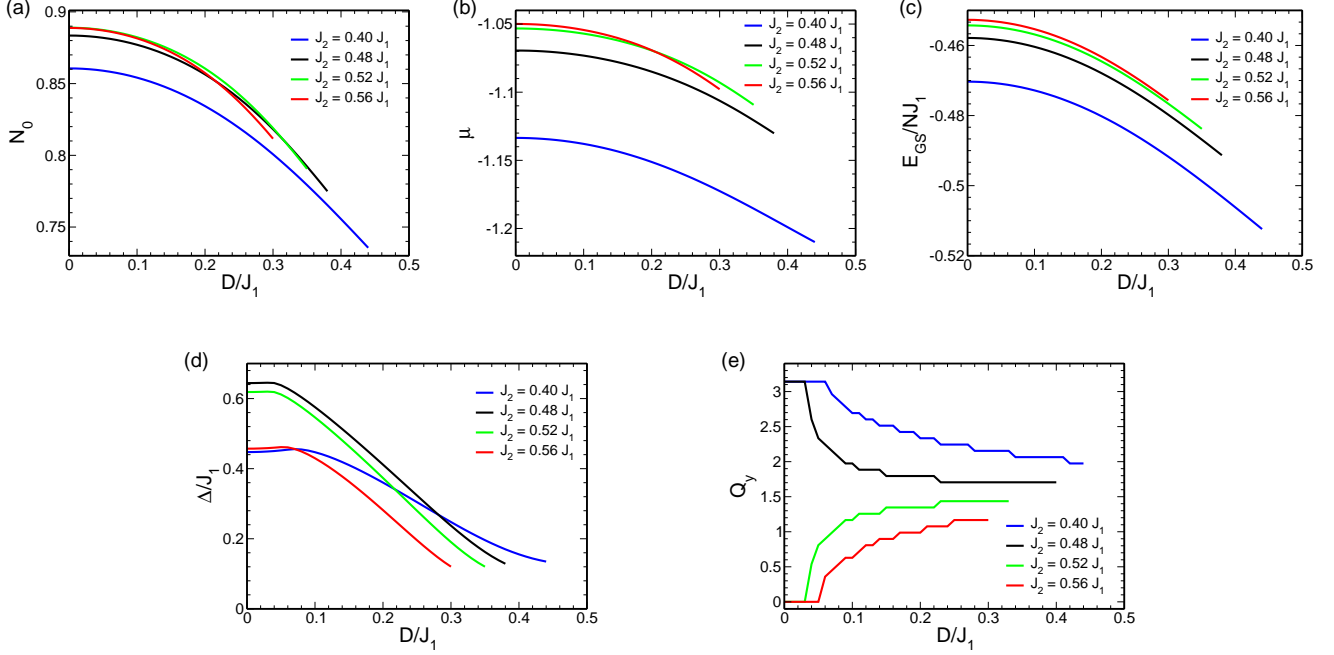 (a)
N0
0.9
0.85
0.8
0.75
J2 = 0.40 J1
J2 = 0.48 J1
J2 = 0.52 J1
J2 = 0.56 J1
0 0.1 0.2 0.3 0.4 0.5
D/J1
(b)
μ
-1.05
-1.1
-1.15
-1.2
J2 = 0.40 J1
J2 = 0.48 J1
J2 = 0.52 J1
J2 = 0.56 J1
0 0.1 0.2 0.3 0.4 0.5
D/J1
(c)
EGS/NJ1
-0.46
-0.48
-0.5
-0.52
J2 = 0.40 J1
J2 = 0.48 J1
J2 = 0.52 J1
J2 = 0.56 J1
0 0.1 0.2 0.3 0.4 0.5
D/J1
(d)
Δ/J1
0.6
0.4
0.2
0
J2 = 0.40 J1
J2 = 0.48 J1
J2 = 0.52 J1
J2 = 0.56 J1
0 0.1 0.2 0.3 0.4 0.5
D/J1
(e)
Qy
3
2.5
2
1.5
1
0.5
0
J2 = 0.40 J1
J2 = 0.48 J1
J2 = 0.52 J1
J2 = 0.56 J1
0 0.1 0.2 0.3 0.4 0.5
D/J1